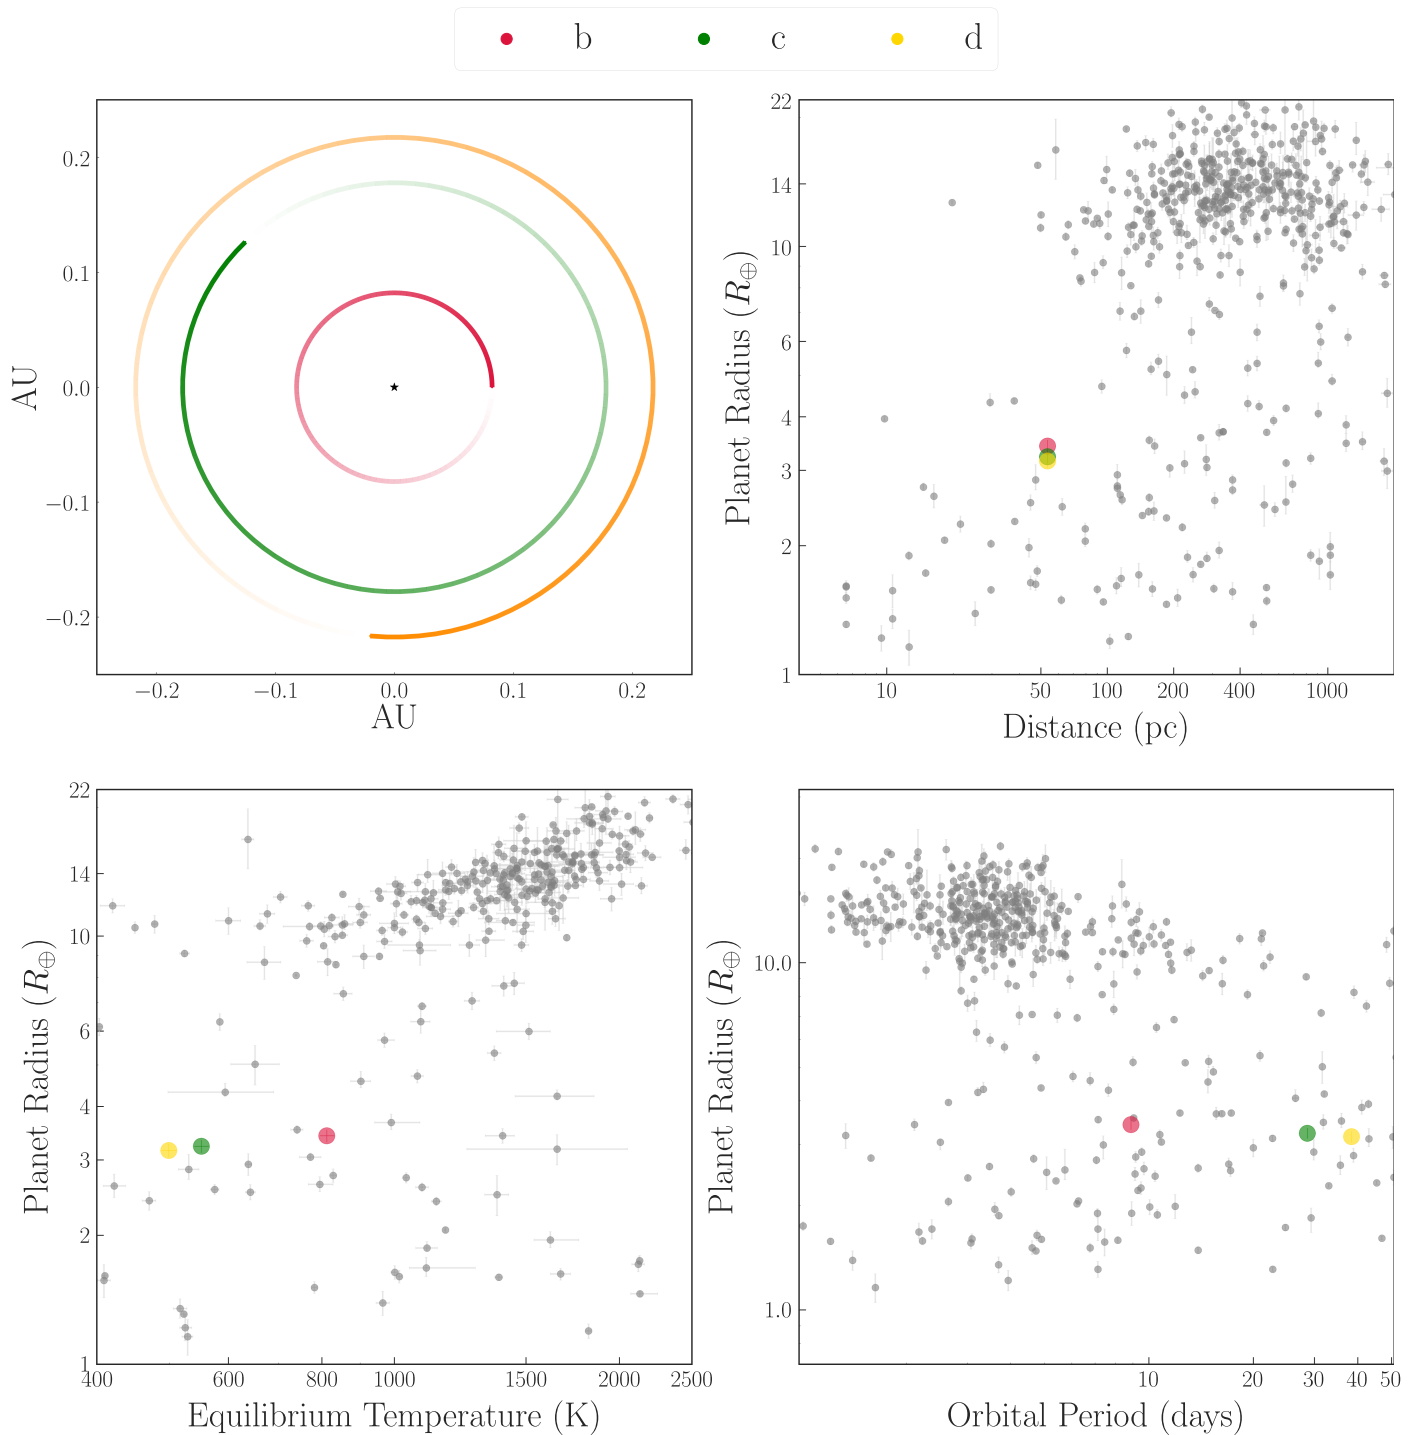 b c d
0.2
0.1
0.0
−0.1
−0.2
AU
−0.2 −0.1 0.0 0.1 0.2
AU
22
14
10
6
4
3
2
1
Planet Radius (R⊕)
10 50 100 200 400 1000
Distance (pc)
22
14
10
6
4
3
2
1
Planet Radius (R⊕)
400 600 800 1000 1500 2000 2500
Equilibrium Temperature (K)
10.0
1.0
Planet Radius (R⊕)
10 20 30 40 50
Orbital Period (days)